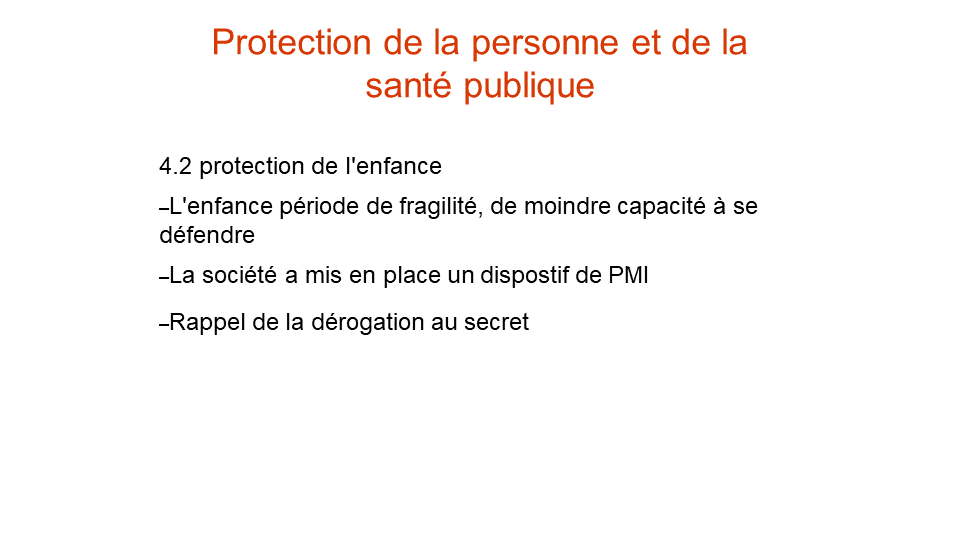 Protection de la personne et de la
santé publique
4.2 protection de l'enfance
–L'enfance période de fragilité, de moindre capacité à se
défendre
–La société a mis en place un dispostif de PMI
–Rappel de la dérogation au secret